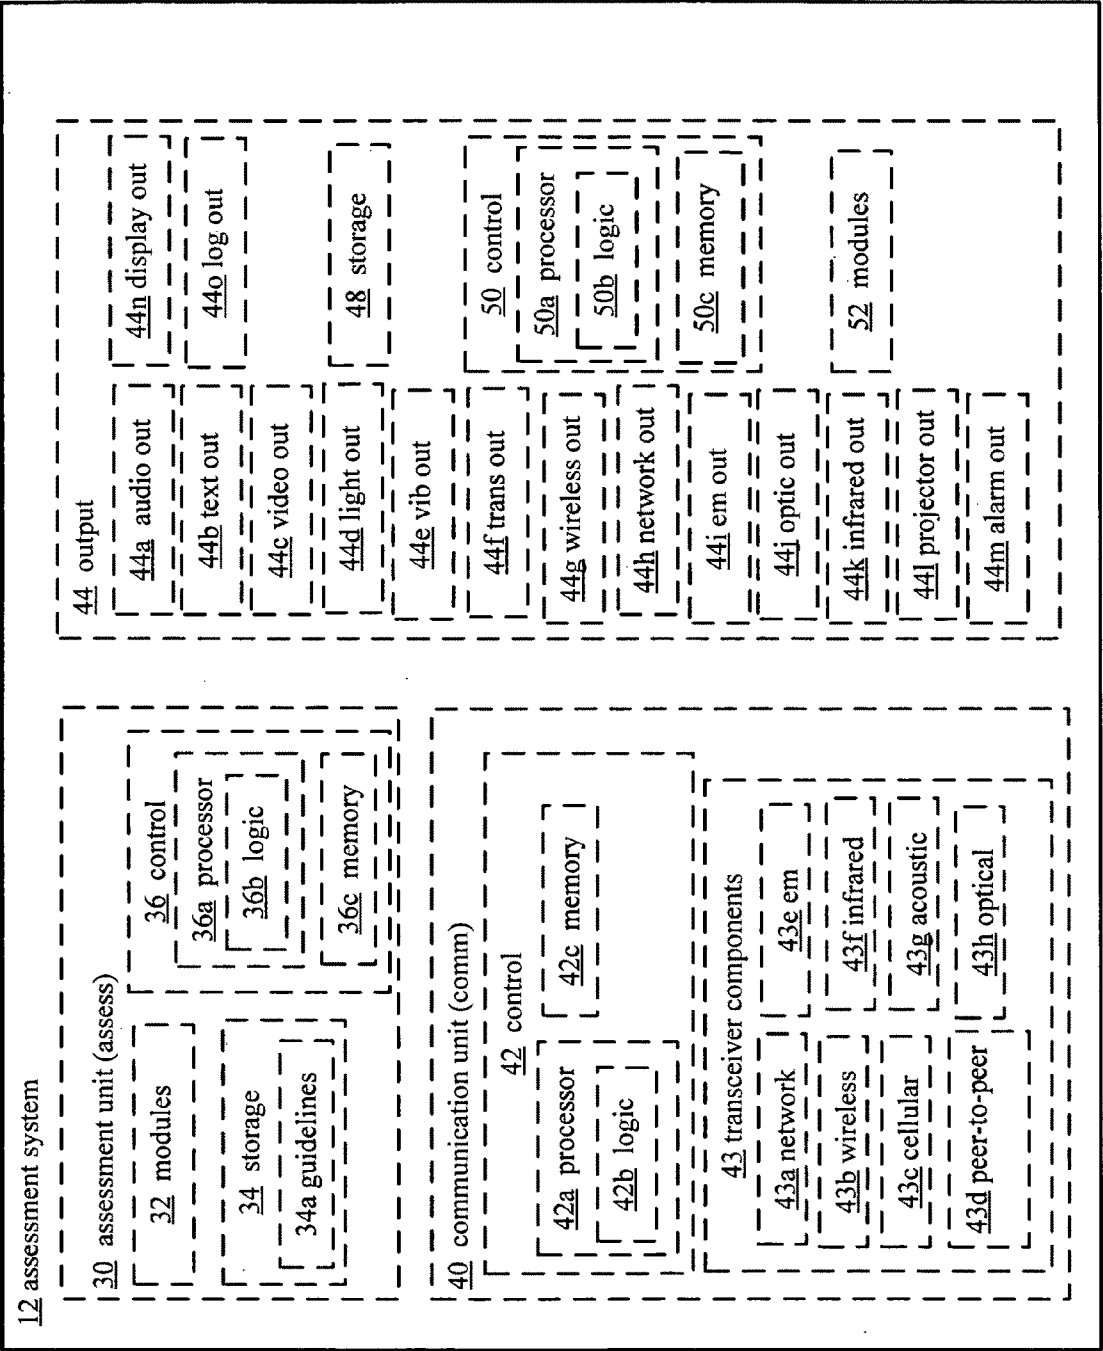 12 assessment system
30 assessment unit (assess)
32 modules
34 storage
34a guidelines
36 control
36a processor
36b logic
36c memory
40 communication unit (comm)
42 control
42a processor
42b logic
42c memory
43 transceiver components
43a network
43b wireless
43c cellular
43d peer-to-peer
43e em
43f infrared
43g acoustic
43h optical
44 output
44a audio out
44b text out
44c video out
44d light out
44e vib out
44f trans out
44g wireless out
44h network out
44i em out
44j optic out
44k infrared out
44l projector out
44m alarm out
44n display out
44o log out
48 storage
50 control
50a processor
50b logic
50c memory
52 modules